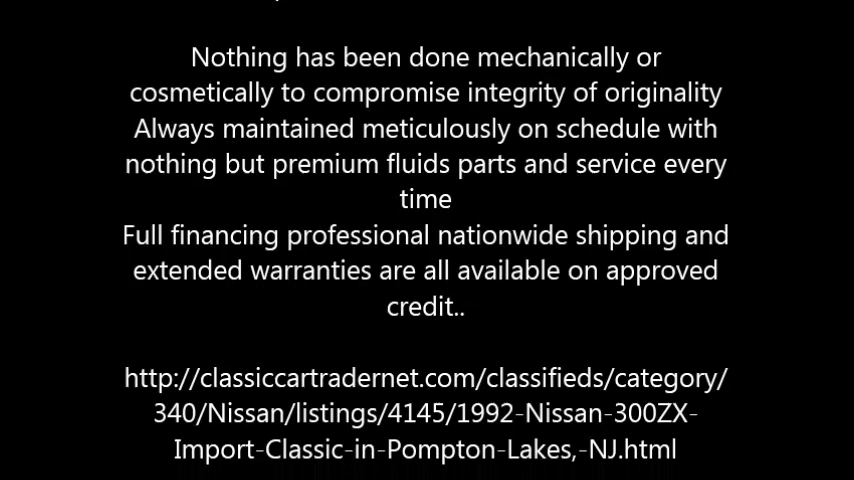 Nothing has been done mechanically or
cosmetically to compromise integrity of originality
Always maintained meticulously on schedule with
nothing but premium fluids parts and service every
time
Full financing professional nationwide shipping and
extended warranties are all available on approved
credit..
http://classiccartradernet.com/classifieds/category/
340/Nissan/listings/4145/1992-Nissan-300ZX-
Import-Classic-in-Pompton-Lakes,-NJ.html